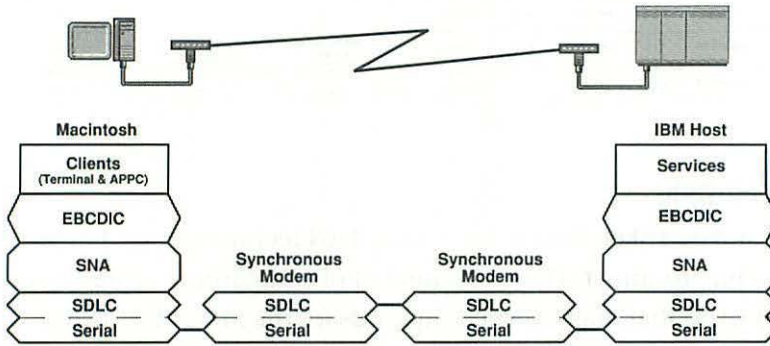 Macintosh
Clients
(Terminal & APPC)
EBCDIC
SNA
SDLC
Serial
Synchronous
Modem
SDLC
Serial
Synchronous
Modem
SDLC
Serial
IBM Host
Services
EBCDIC
SNA
SDLC
Serial